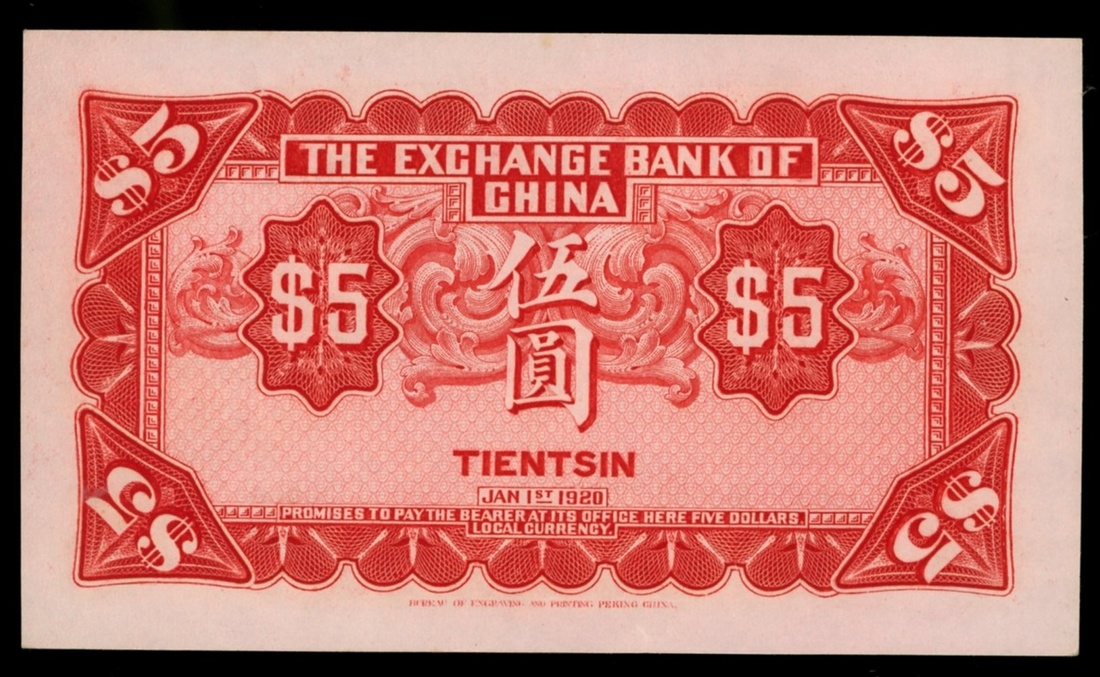 $5
$5
THE EXCHANGE BANK OF
CHINA
$5
伍圓
$5
TIENTSIN
JAN 1ST 1920
PROMISES TO PAY THE BEARER AT ITS OFFICE HERE FIVE DOLLARS,
LOCAL CURRENCY.
$5
$5
BUREAU OF ENGRAVING AND PRINTING PEKING CHINA.